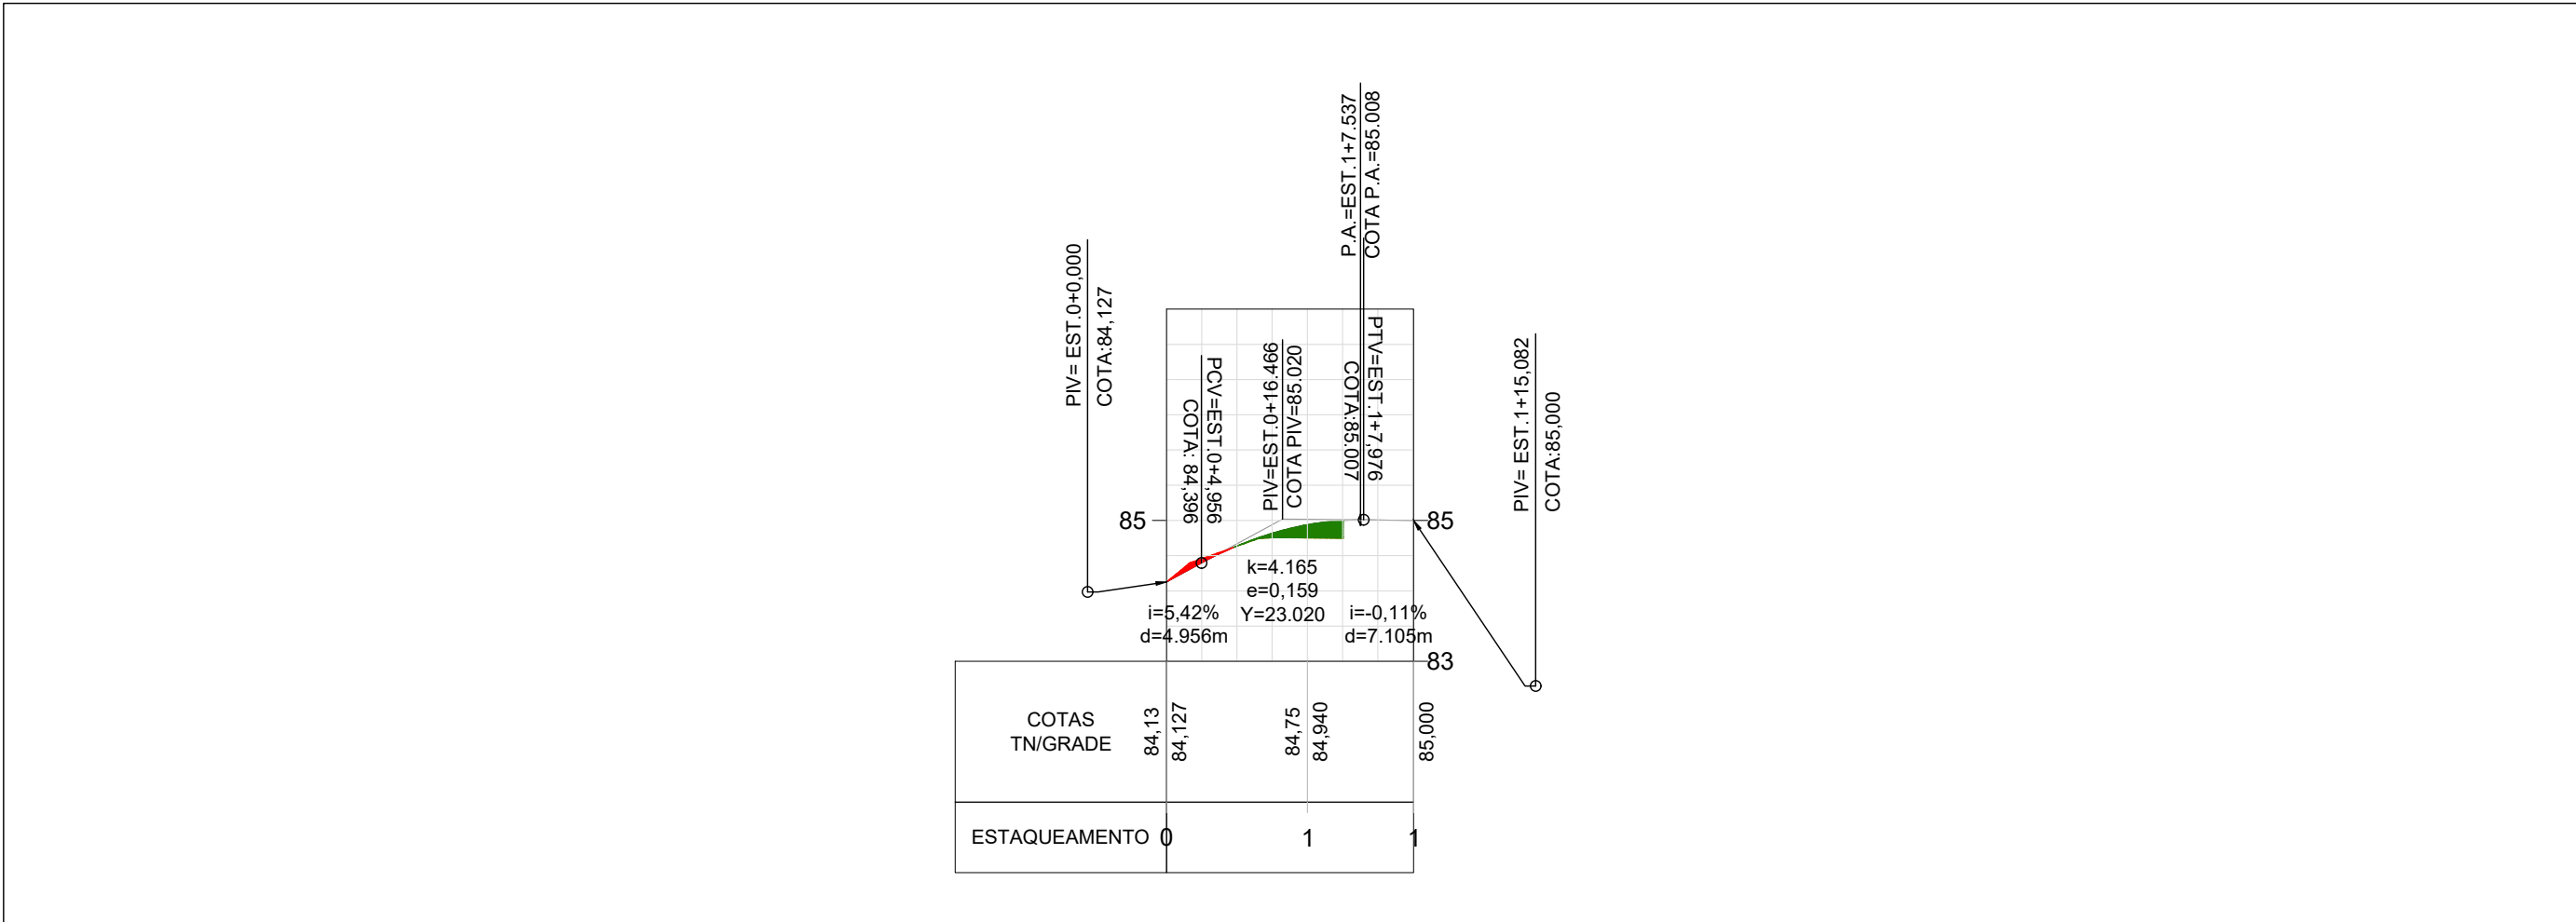 P.A.=EST.1+7.537
COTA P.A.=85.008
PIV= EST.0+0,000
COTA:84,127
PCV=EST.0+4,956
COTA: 84,396
PIV=EST.0+16.466
COTA PIV=85.020
PTV=EST.1+7,976
COTA:85.007
PIV= EST.1+15,082
COTA:85,000
85
85
k=4.165
e=0,159
Y=23.020
i=5,42%
d=4.956m
i=-0,11%
d=7.105m
83
COTAS
TN/GRADE
84,13
84,127
84,75
84,940
85,000
ESTAQUEAMENTO 0 1 1